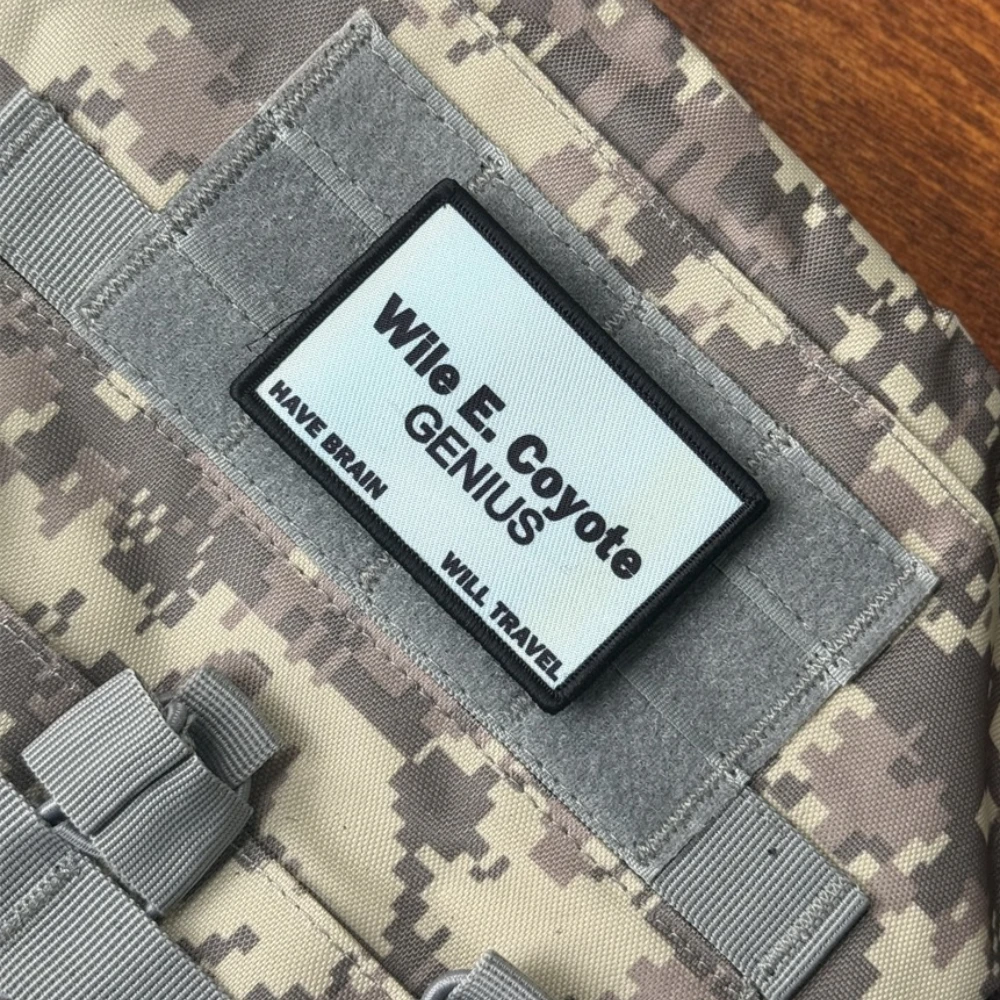 Wile E. Coyote
GENIUS
HAVE BRAIN
WILL TRAVEL